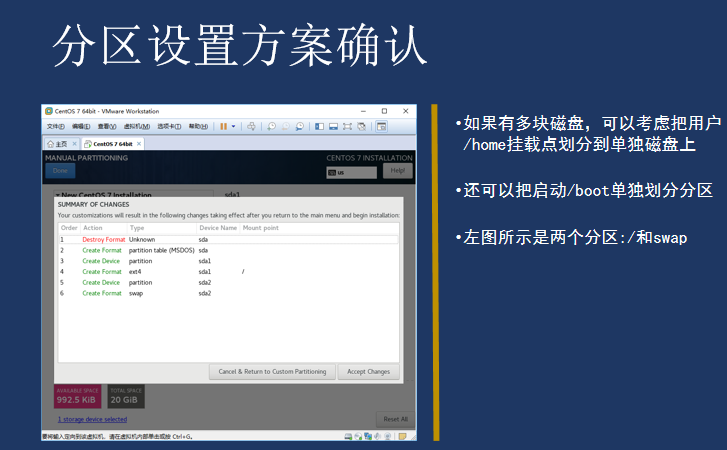 分区设置方案确认
CentOS 7 64bit - VMware Workstation
文件(F) 编辑(E) 查看(V) 虚拟机(M) 选项卡(T) 帮助(H)
主页 CentOS 7 64bit
MANUAL PARTITIONING CENTOS 7 INSTALLATION
Done us Help!
New CentOS 7 Installation sda1
SUMMARY OF CHANGES
Your customizations will result in the following changes taking effect after you return to the main menu and begin installation:
Order Action Type Device Name Mount point
1 Destroy Format Unknown sda
2 Create Format partition table (MSDOS) sda
3 Create Device partition sda1
4 Create Format ext4 sda1 /
5 Create Device partition sda2
6 Create Format swap sda2
Cancel & Return to Custom Partitioning Accept Changes
AVAILABLE SPACE TOTAL SPACE
992.5 KiB 20 GiB
1 storage device selected Reset All
要将输入定向到该虚拟机，请在虚拟机内部单击或按 Ctrl+G。
•如果有多块磁盘，可以考虑把用户
/home挂载点划分到单独磁盘上
•还可以把启动/boot单独划分分区
•左图所示是两个分区:/和swap